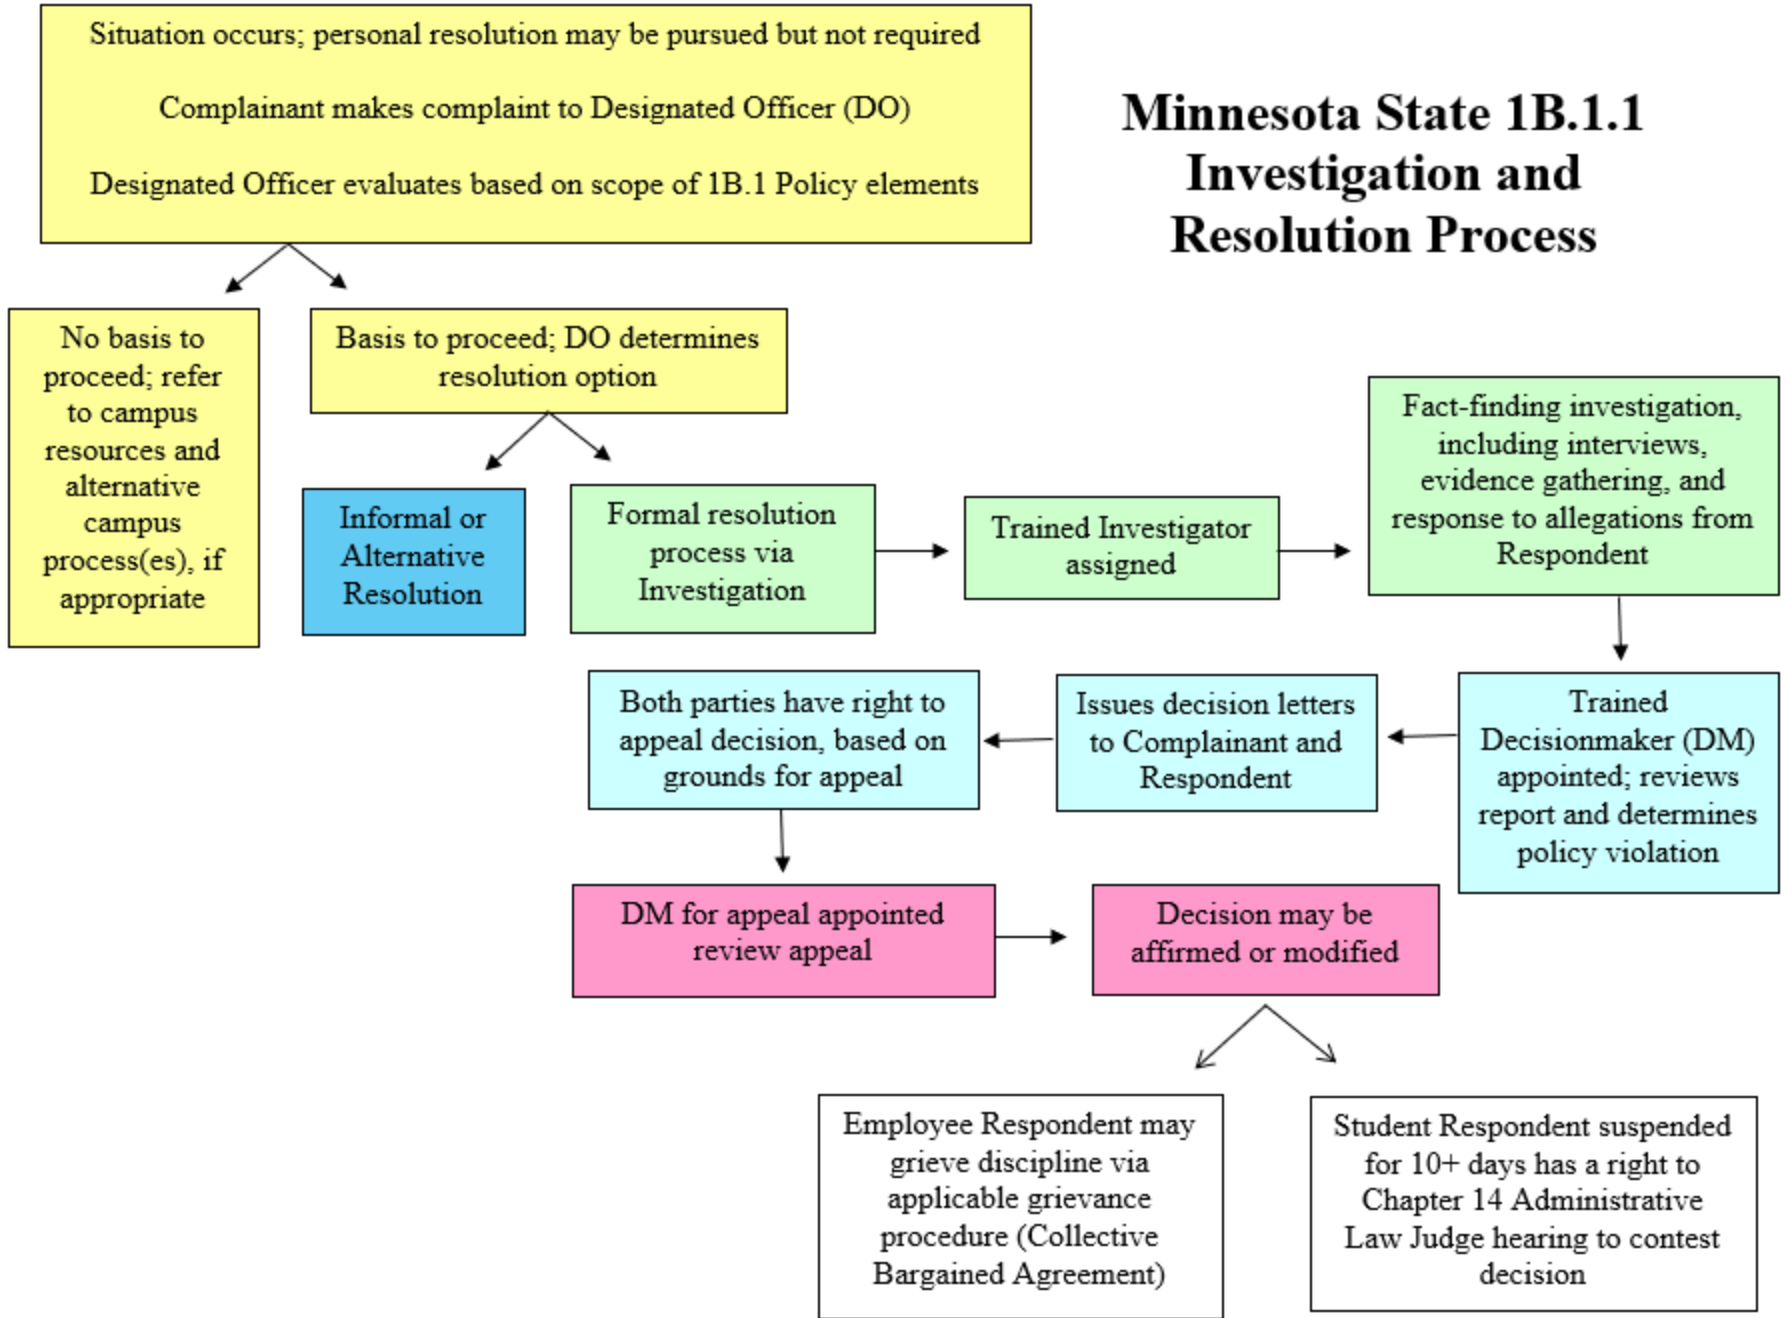 Situation occurs; personal resolution may be pursued but not required
Complainant makes complaint to Designated Officer (DO)
Designated Officer evaluates based on scope of 1B.1 Policy elements
Minnesota State 1B.1.1
Investigation and
Resolution Process
No basis to
proceed; refer
to campus
resources and
alternative
campus
process(es), if
appropriate
Basis to proceed; DO determines
resolution option
Informal or
Alternative
Resolution
Formal resolution
process via
Investigation
Trained Investigator
assigned
Fact-finding investigation,
including interviews,
evidence gathering, and
response to allegations from
Respondent
Trained
Decisionmaker (DM)
appointed; reviews
report and determines
policy violation
Issues decision letters
to Complainant and
Respondent
Both parties have right to
appeal decision, based on
grounds for appeal
DM for appeal appointed
review appeal
Decision may be
affirmed or modified
Employee Respondent may
grieve discipline via
applicable grievance
procedure (Collective
Bargained Agreement)
Student Respondent suspended
for 10+ days has a right to
Chapter 14 Administrative
Law Judge hearing to contest
decision